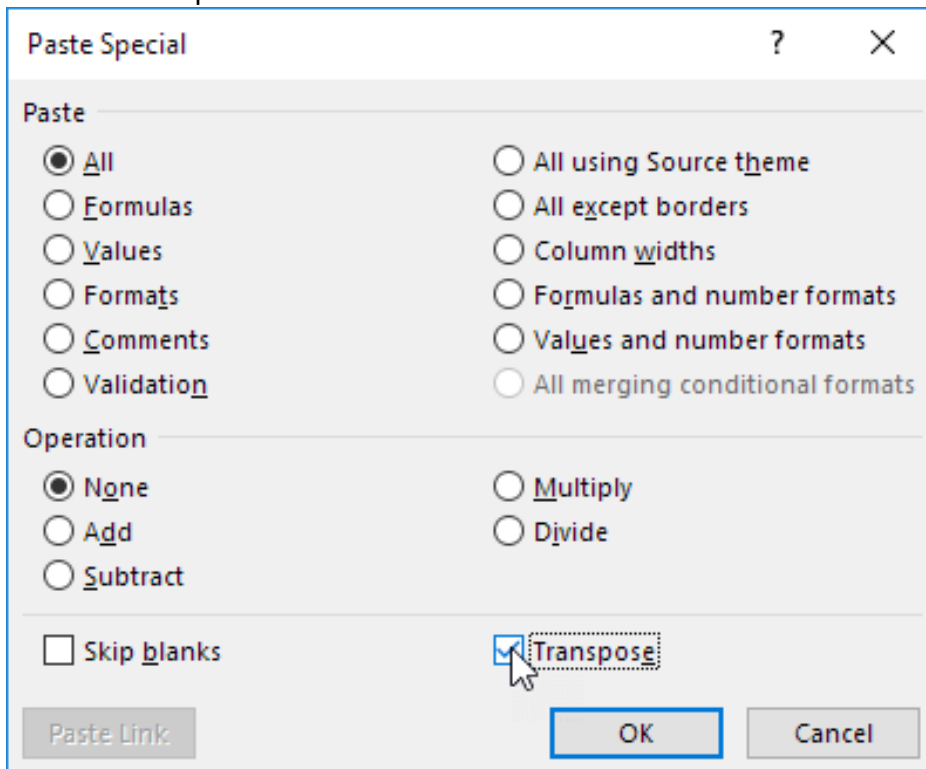 Paste Special ? ×
Paste
All
All using Source theme
Formulas
All except borders
Values
Column widths
Formats
Formulas and number formats
Comments
Values and number formats
Validation
All merging conditional formats
Operation
None
Multiply
Add
Divide
Subtract
Skip blanks
Transpose
Paste Link
OK
Cancel